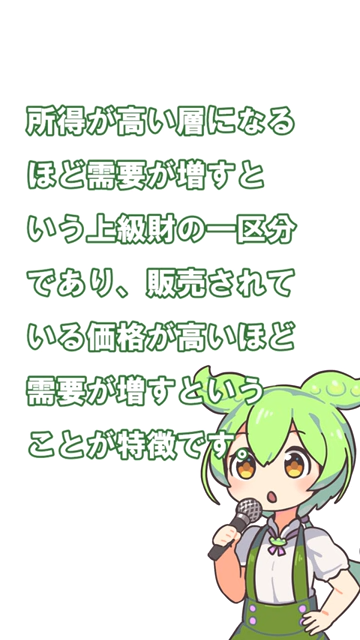 所得が高い層になる
ほど需要が増すと
いう上級財の一区分
であり、販売されて
いる価格が高いほど
需要が増すという
ことが特徴です。